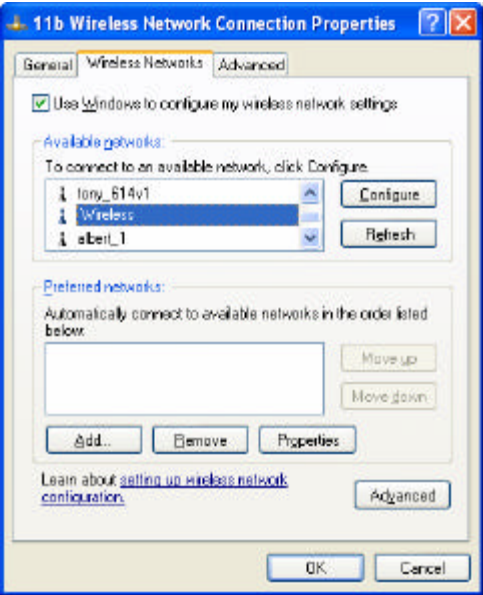 11b Wireless Network Connection Properties
General Wireless Networks Advanced
Use Windows to configure my wireless network settings
Available networks:
To connect to an available network, click Configure.
tony_614v1
Wireless
albert_1
Configure
Refresh
Preferred networks:
Automatically connect to available networks in the order listed
below:
Move up
Move down
Add... Remove Properties
Learn about setting up wireless network
configuration.
Advanced
OK Cancel